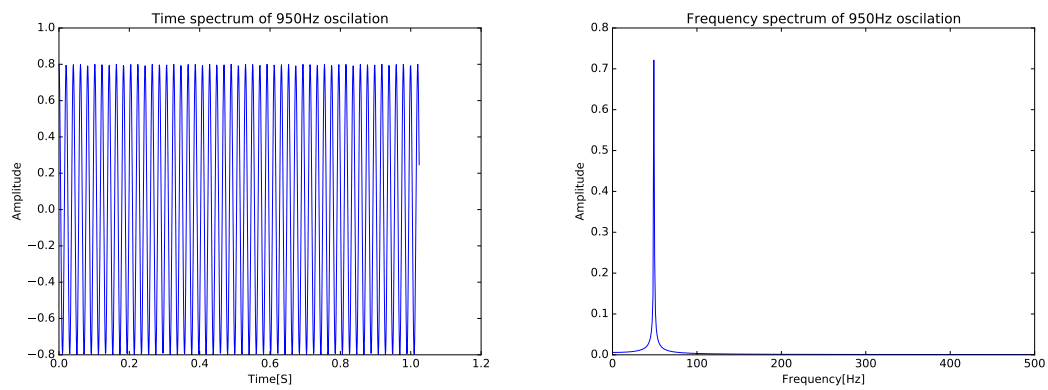 Time spectrum of 950Hz oscilation
1.0
0.8
0.6
0.4
0.2
0.0
−0.2
−0.4
−0.6
−0.8
Amplitude
0.0 0.2 0.4 0.6 0.8 1.0 1.2
Time[S]
Frequency spectrum of 950Hz oscilation
0.8
0.7
0.6
0.5
0.4
0.3
0.2
0.1
0.0
Amplitude
0 100 200 300 400 500
Frequency[Hz]